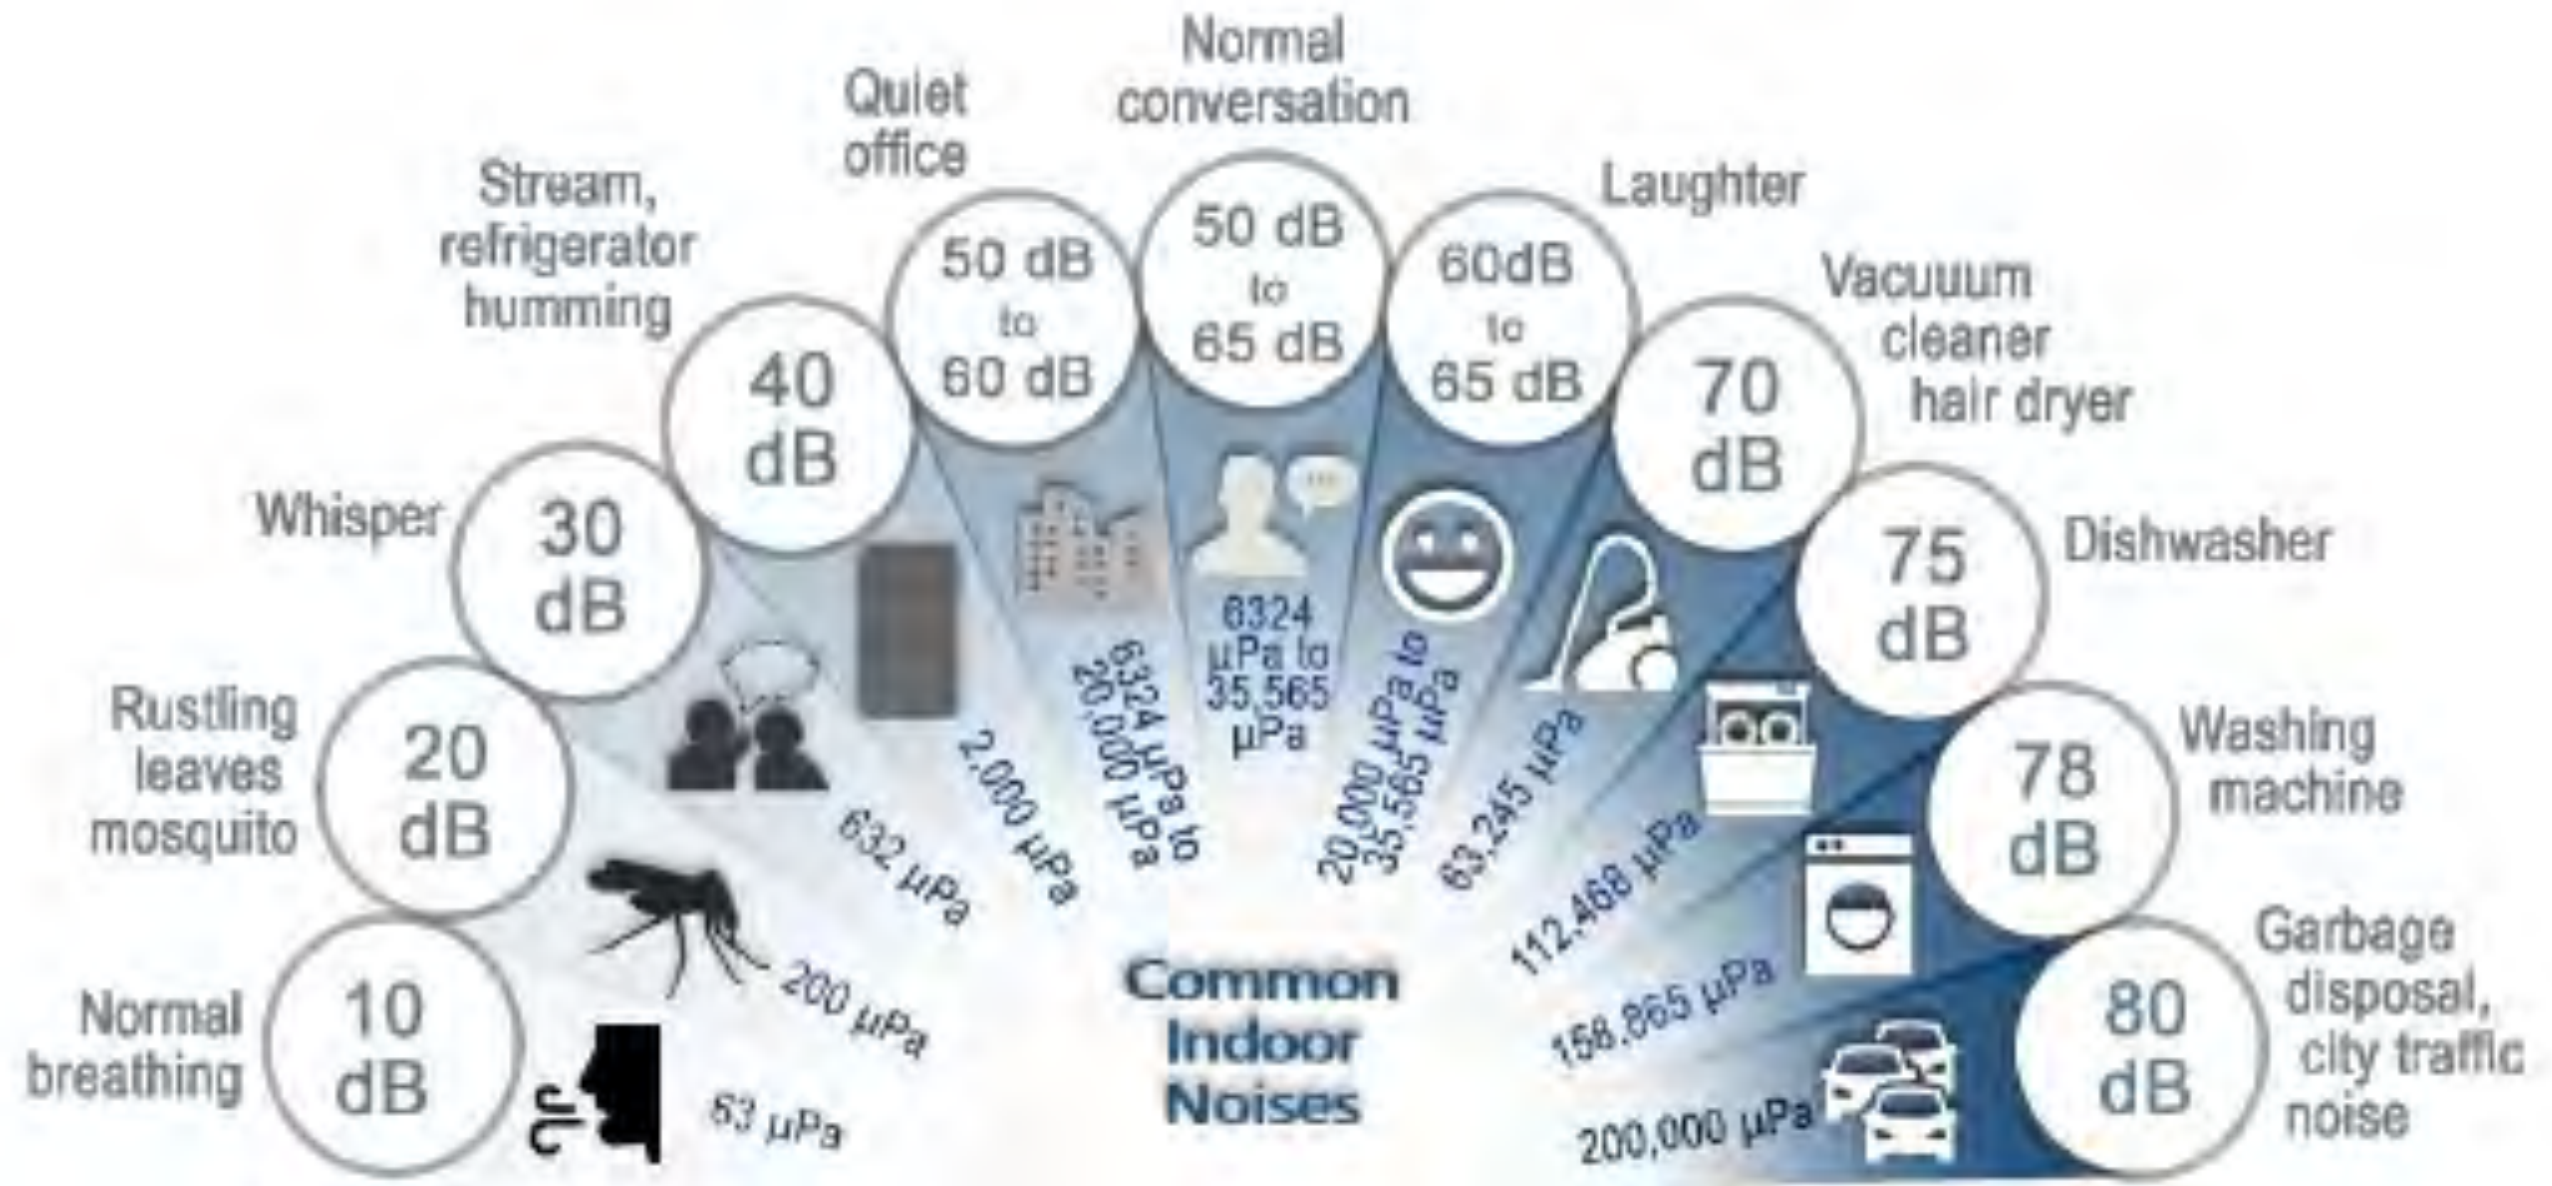 Normal
conversation
Quiet
office
Laughter
Stream,
refrigerator
humming
Vacuuum
cleaner
hair dryer
Whisper
Dishwasher
Rustling
leaves
mosquito
Washing
machine
Normal
breathing
Garbage
disposal,
city traffic
noise
10
dB
20
dB
30
dB
40
dB
50 dB
to
60 dB
50 dB
to
65 dB
60dB
to
65 dB
70
dB
75
dB
78
dB
80
dB
63 µPa
200 µPa
632 µPa
2,000 µPa
6324 µPs to
20,000 µPa
6324
µPa to
35,565
µPa
20,000 µPa to
35,565 µPa
63,245 µPa
112,468 µPa
158,865 µPa
200,000 µPa
Common
Indoor
Noises